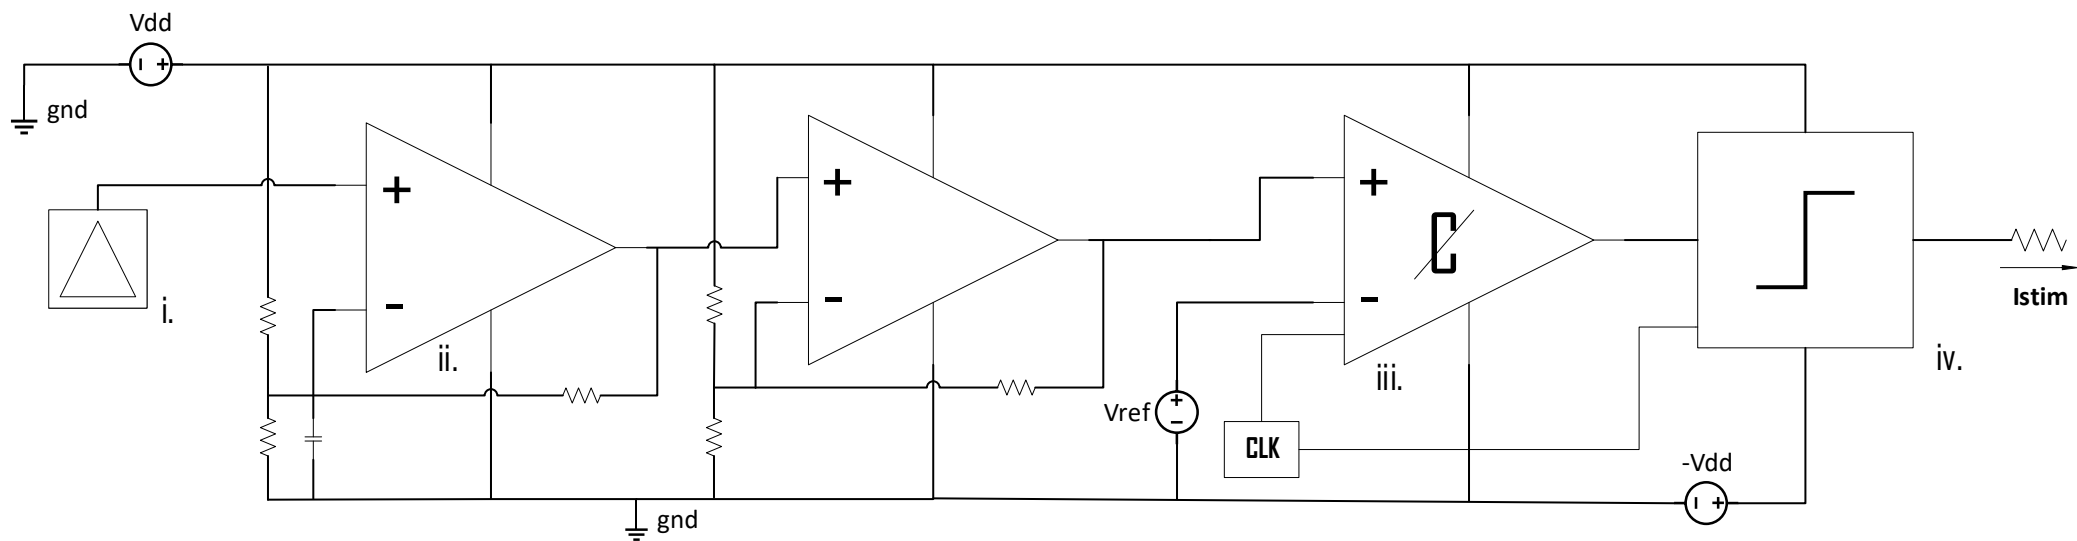 Vdd
gnd
i.
+
-
ii.
+
-
+
-
iii.
Vref
CLK
iv.
Istim
-Vdd
gnd